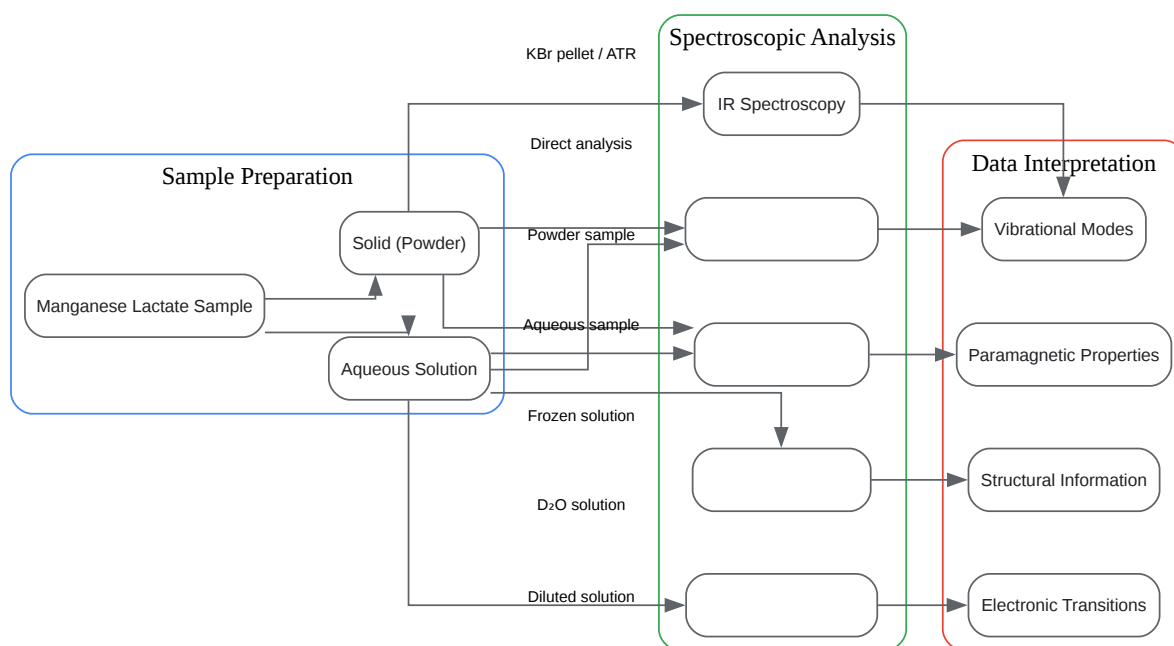 Spectroscopic Analysis
KBr pellet / ATR
IR Spectroscopy
Direct analysis
Sample Preparation
Data Interpretation
Solid (Powder)
Powder sample
Vibrational Modes
Manganese Lactate Sample
Aqueous sample
Aqueous Solution
Paramagnetic Properties
Frozen solution
Structural Information
D₂O solution
Diluted solution
Electronic Transitions